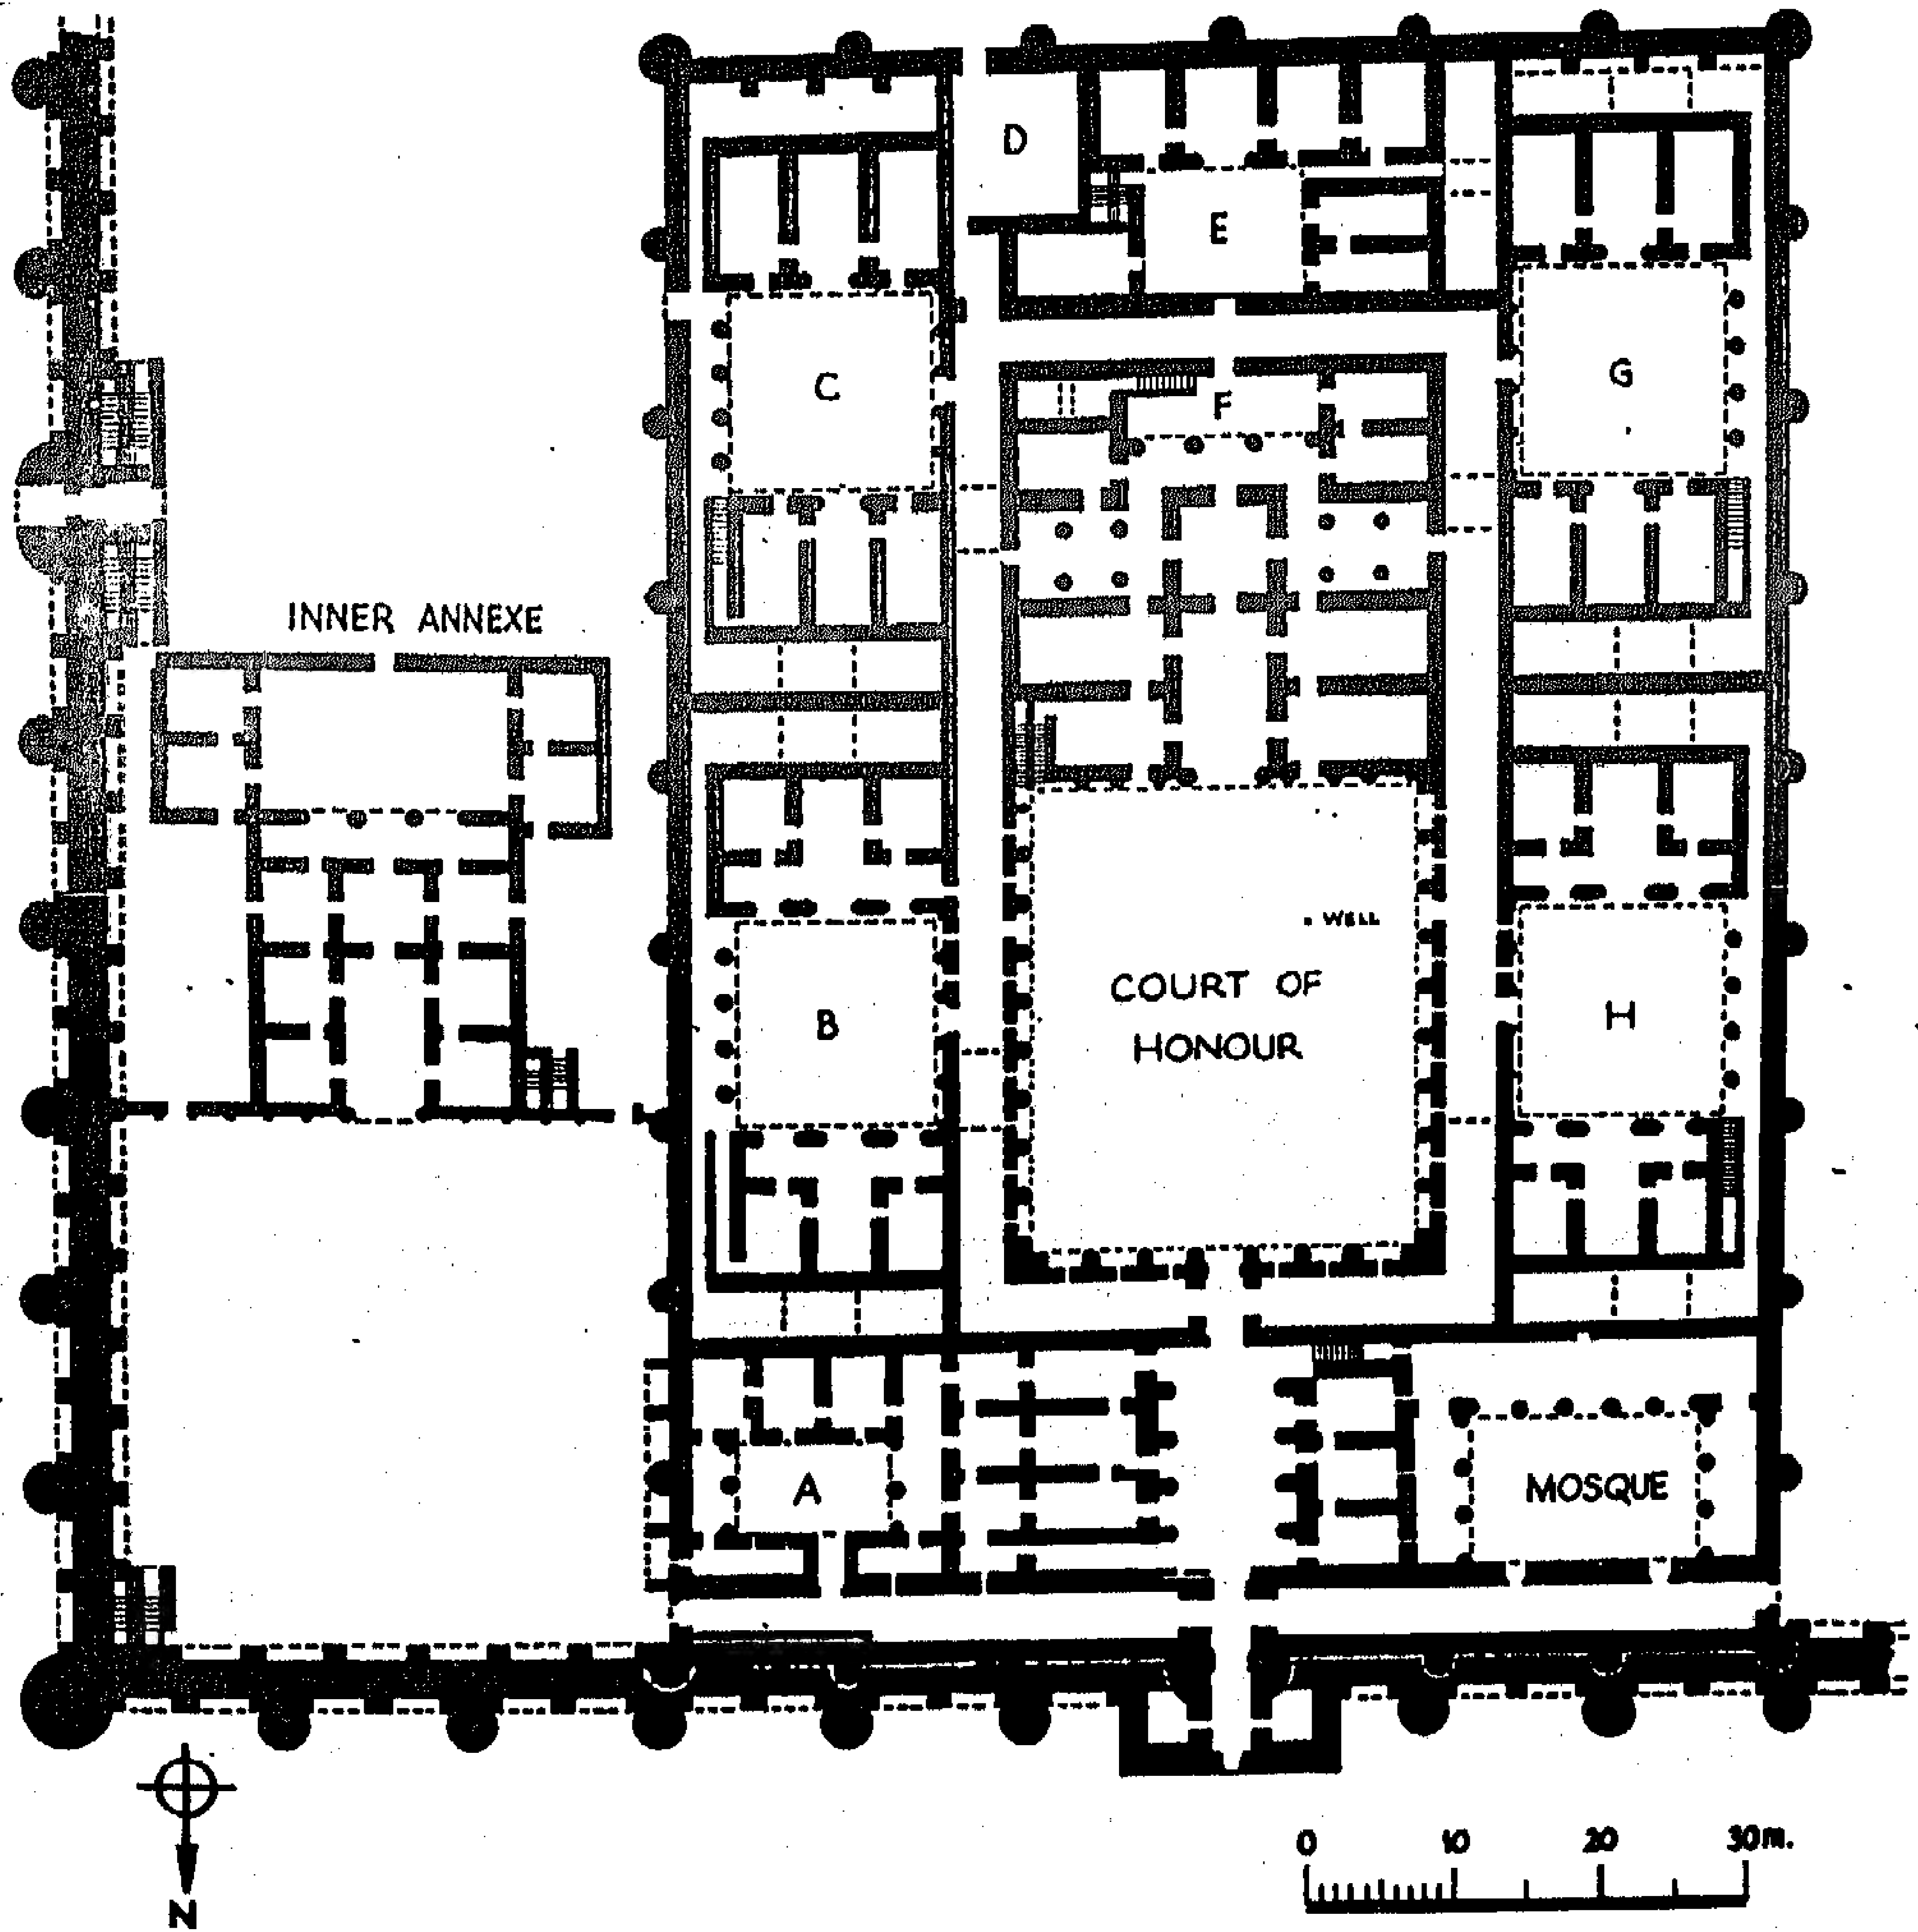 D
E
C
G
F
INNER ANNEXE
WELL
COURT OF
HONOUR
B
H
A
MOSQUE
N
0 10 20 30m.